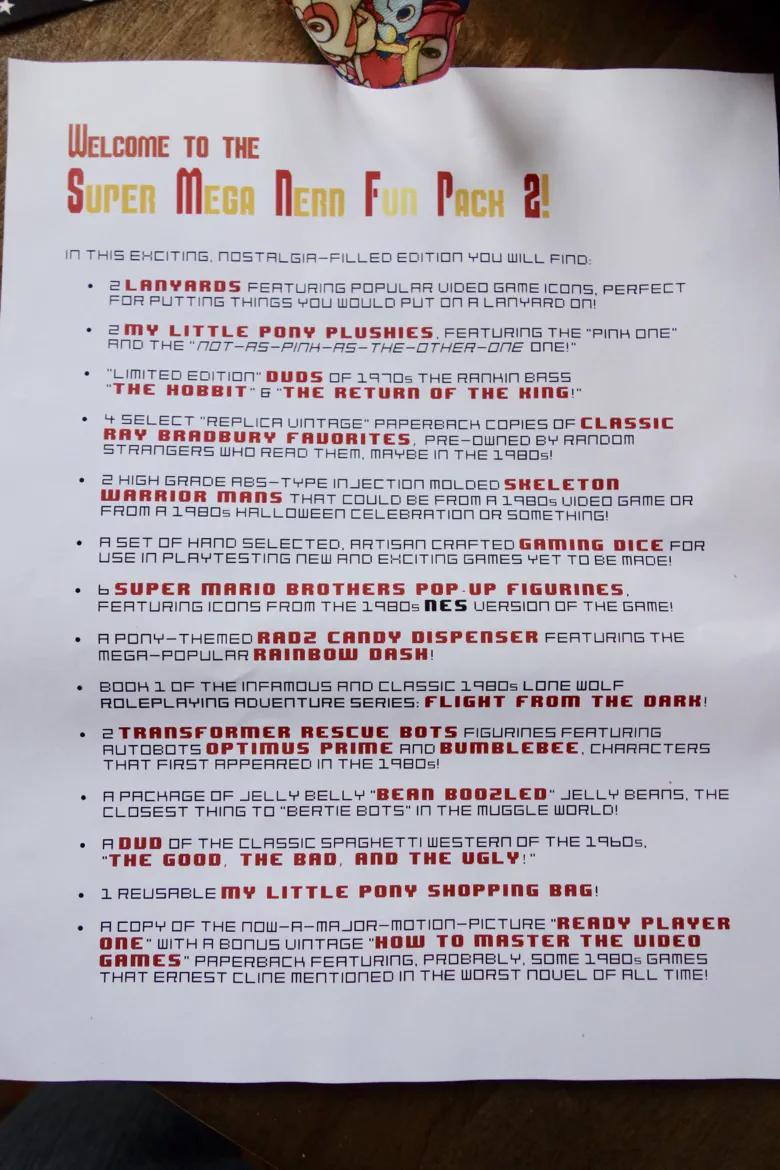 Welcome to the
Super Mega Nerd Fun Pack 2!
In this exciting, nostalgia-filled edition you will find:
• 2 LANYARDS featuring popular video game icons, perfect
for putting things you would put on a lanyard on!
• 2 MY LITTLE PONY PLUSHIES, featuring the "pink one"
and the "not-as-pink-as-the-other-one one!"
• "Limited edition" DVDS of 1970s the Rankin Bass
"THE HOBBIT" & "THE RETURN OF THE KING!"
• 4 select "replica vintage" paperback copies of CLASSIC
RAY BRADBURY FAVORITES, pre-owned by random
strangers who read them, maybe in the 1980s!
• 2 high grade ABS-type injection molded SKELETON
WARRIOR MANS that could be from a 1980s video game or
from a 1980s Halloween celebration or something!
• A set of hand selected, artisan crafted GAMING DICE for
use in playtesting new and exciting games yet to be made!
• 6 SUPER MARIO BROTHERS POP-UP FIGURINES,
featuring icons from the 1980s NES version of the game!
• A pony-themed RADZ CANDY DISPENSER featuring the
mega-popular RAINBOW DASH!
• Book 1 of the infamous and classic 1980s Lone Wolf
roleplaying adventure series: FLIGHT FROM THE DARK!
• 2 TRANSFORMER RESCUE BOTS figurines featuring
Autobots OPTIMUS PRIME and BUMBLEBEE, characters
that first appeared in the 1980s!
• A package of Jelly Belly "BEAN BOOZLED" jelly beans, the
closest thing to "Bertie Bots" in the muggle world!
• A DVD of the classic spaghetti western of the 1960s,
"THE GOOD, THE BAD, AND THE UGLY!"
• 1 reusable MY LITTLE PONY SHOPPING BAG!
• A copy of the now-a-major-motion-picture "READY PLAYER
ONE" with a bonus vintage "HOW TO MASTER THE VIDEO
GAMES" paperback featuring, probably, some 1980s games
that Ernest Cline mentioned in the worst novel of all time!